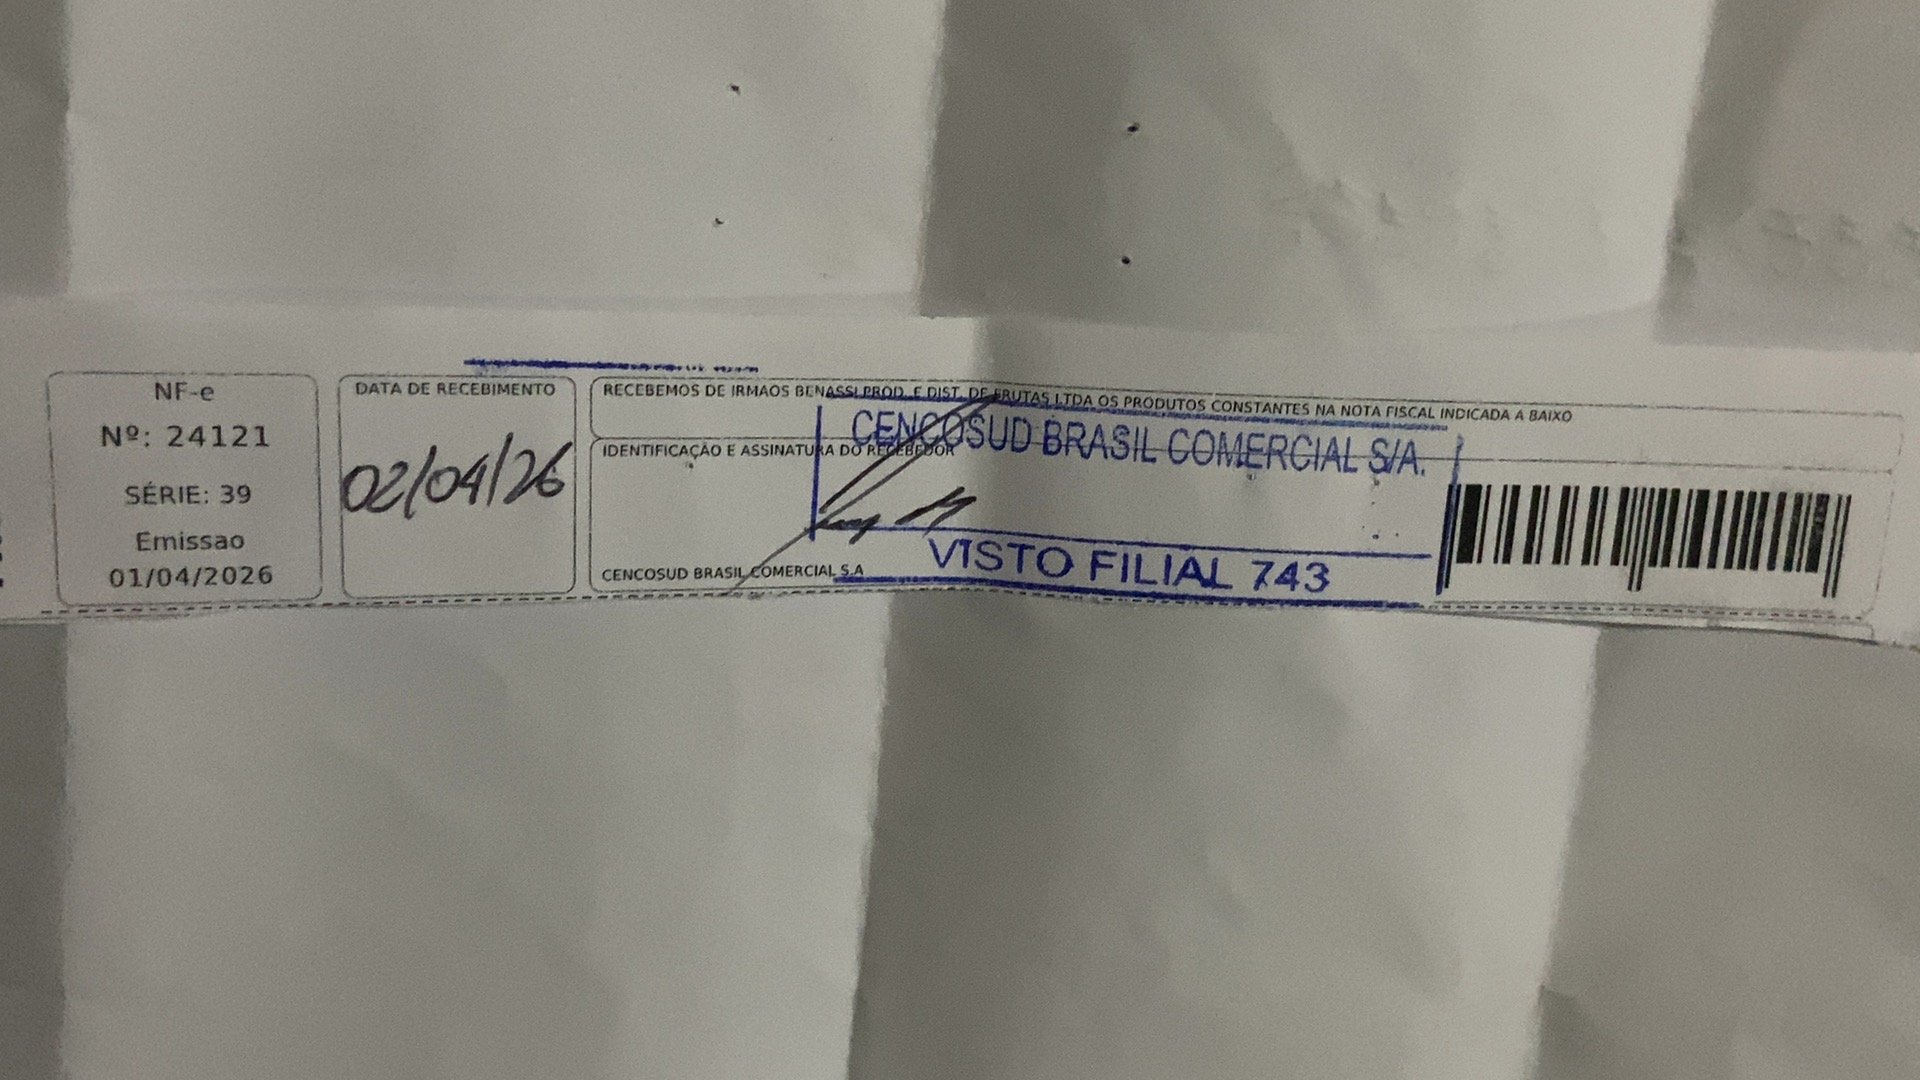 NF-e
Nº: 24121
SÉRIE: 39
Emissao
01/04/2026
DATA DE RECEBIMENTO
02/04/26
RECEBEMOS DE IRMAOS BENASSI PROD. E DIST. DE FRUTAS LTDA OS PRODUTOS CONSTANTES NA NOTA FISCAL INDICADA A BAIXO
IDENTIFICAÇÃO E ASSINATURA DO RECEBEDOR
CENCOSUD BRASIL COMERCIAL S/A.
VISTO FILIAL 743
CENCOSUD BRASIL COMERCIAL S.A